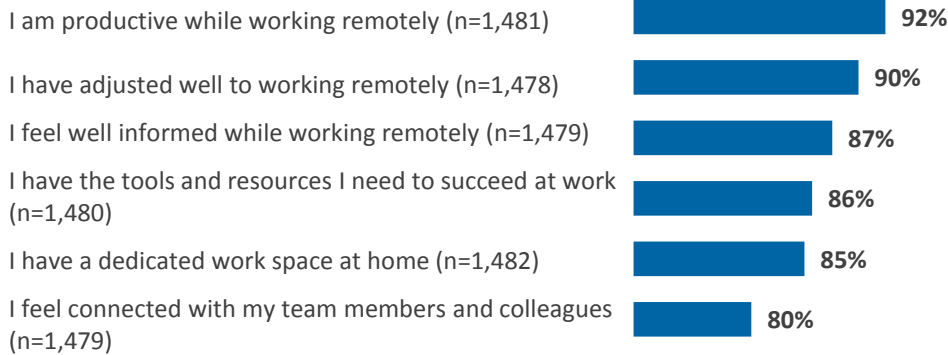 I am productive while working remotely (n=1,481) 92%
I have adjusted well to working remotely (n=1,478) 90%
I feel well informed while working remotely (n=1,479) 87%
I have the tools and resources I need to succeed at work
(n=1,480) 86%
I have a dedicated work space at home (n=1,482) 85%
I feel connected with my team members and colleagues
(n=1,479) 80%